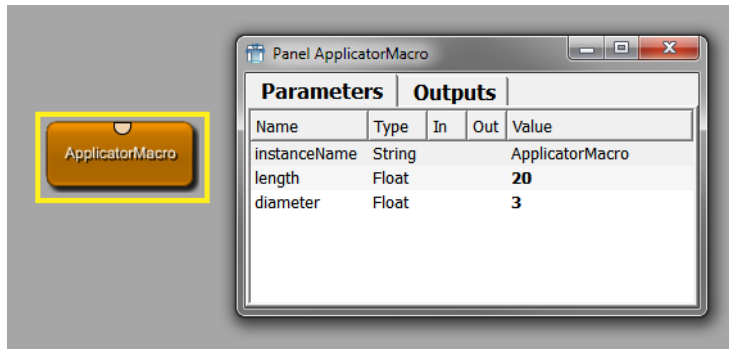 ApplicatorMacro
Panel ApplicatorMacro
Parameters Outputs
Name Type In Out Value
instanceName String ApplicatorMacro
length Float 20
diameter Float 3